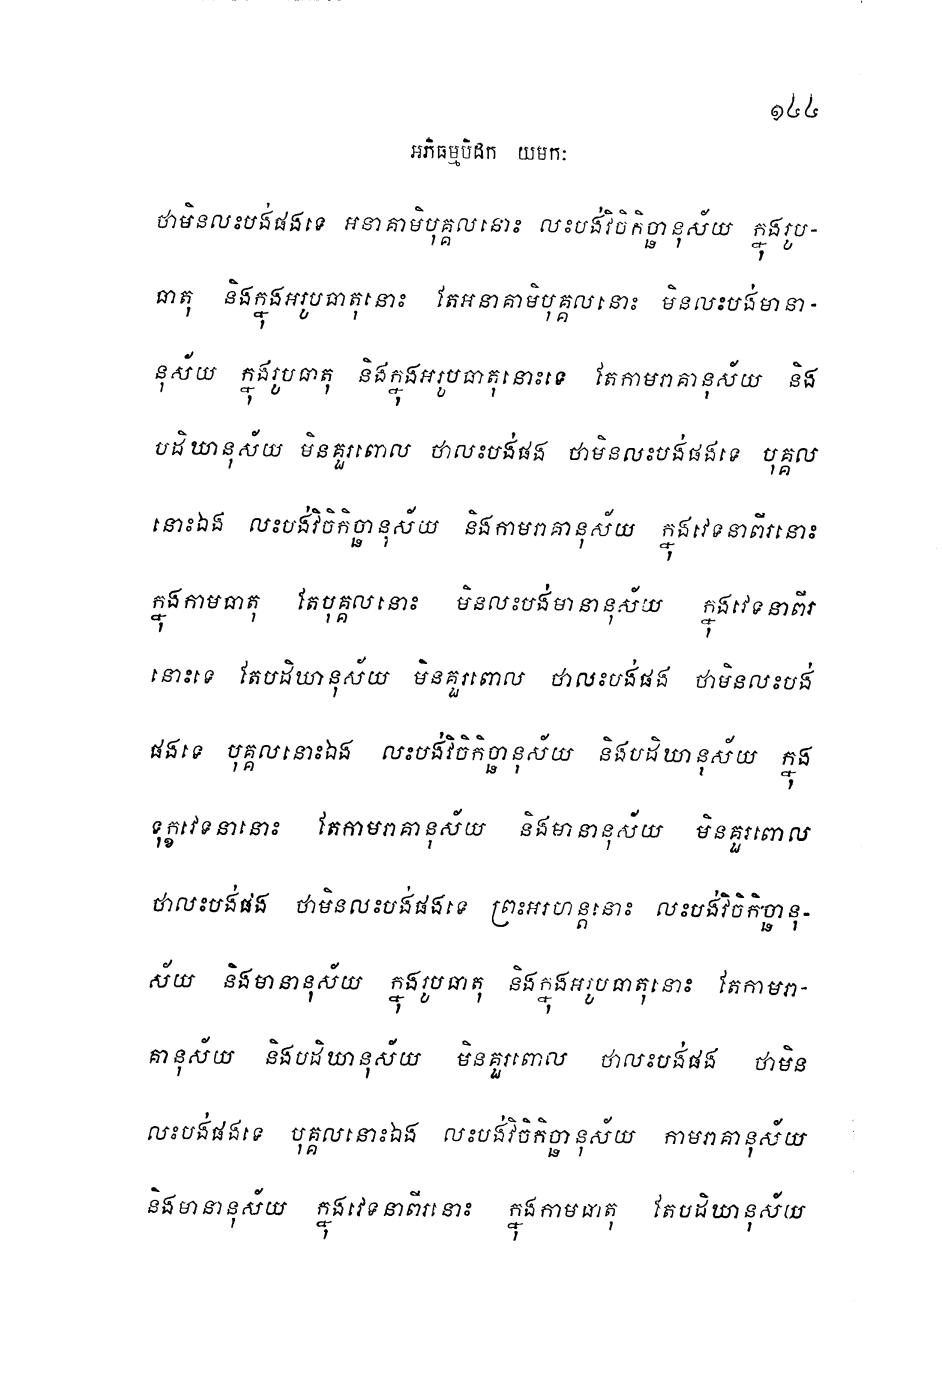 ១៤៤
អភិធម្មបិដក យមកៈ
ថាមិនលះបង់ផងទេ អនាគាមិបុគ្គលនោះ លះបង់វិចិកិច្ឆានុស័យ ក្នុងរូប-
ធាតុ និងក្នុងអរូបធាតុនោះ តែអនាគាមិបុគ្គលនោះ មិនលះបង់មានា-
នុស័យ ក្នុងរូបធាតុ និងក្នុងអរូបធាតុនោះទេ តែកាមរាគានុស័យ និង
បដិឃានុស័យ មិនគួរពោល ថាលះបង់ផង ថាមិនលះបង់ផងទេ បុគ្គល
នោះឯង លះបង់វិចិកិច្ឆានុស័យ និងកាមរាគានុស័យ ក្នុងវេទនាពីរនោះ
ក្នុងកាមធាតុ តែបុគ្គលនោះ មិនលះបង់មានានុស័យ ក្នុងវេទនាពីរ
នោះទេ តែបដិឃានុស័យ មិនគួរពោល ថាលះបង់ផង ថាមិនលះបង់
ផងទេ បុគ្គលនោះឯង លះបង់វិចិកិច្ឆានុស័យ និងបដិឃានុស័យ ក្នុង
ទុក្ខវេទនានោះ តែកាមរាគានុស័យ និងមានានុស័យ មិនគួរពោល
ថាលះបង់ផង ថាមិនលះបង់ផងទេ ព្រះអរហន្តនោះ លះបង់វិចិកិច្ឆានុ-
ស័យ និងមានានុស័យ ក្នុងរូបធាតុ និងក្នុងអរូបធាតុនោះ តែកាមរា-
គានុស័យ និងបដិឃានុស័យ មិនគួរពោល ថាលះបង់ផង ថាមិន
លះបង់ផងទេ បុគ្គលនោះឯង លះបង់វិចិកិច្ឆានុស័យ កាមរាគានុស័យ
និងមានានុស័យ ក្នុងវេទនាពីរនោះ ក្នុងកាមធាតុ តែបដិឃានុស័យ